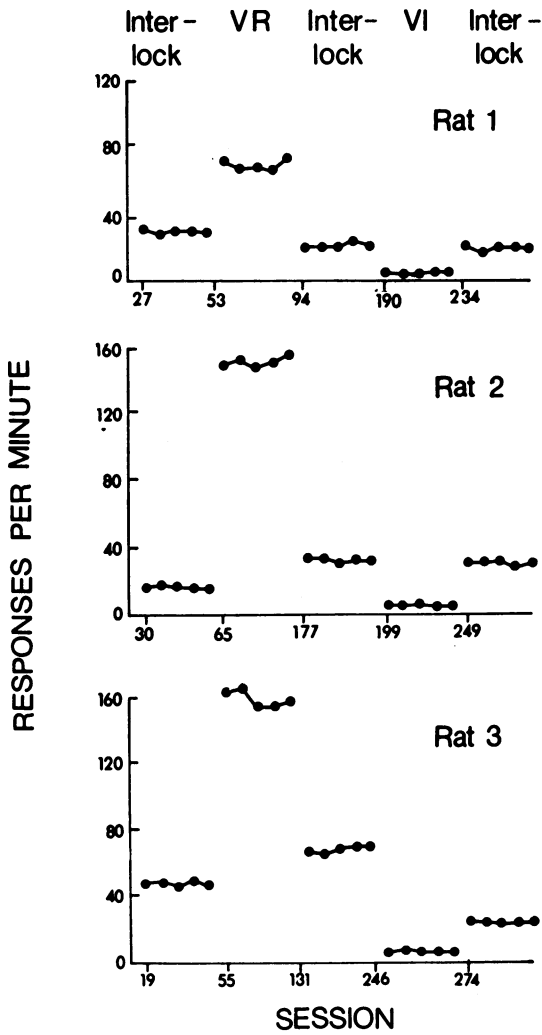 Inter- VR Inter- VI Inter-
lock lock lock
Rat 1
120
80
40
0
27 53 94 190 234
Rat 2
160
120
80
40
0
30 65 177 199 249
Rat 3
160
120
80
40
0
19 55 131 246 274
RESPONSES PER MINUTE
SESSION